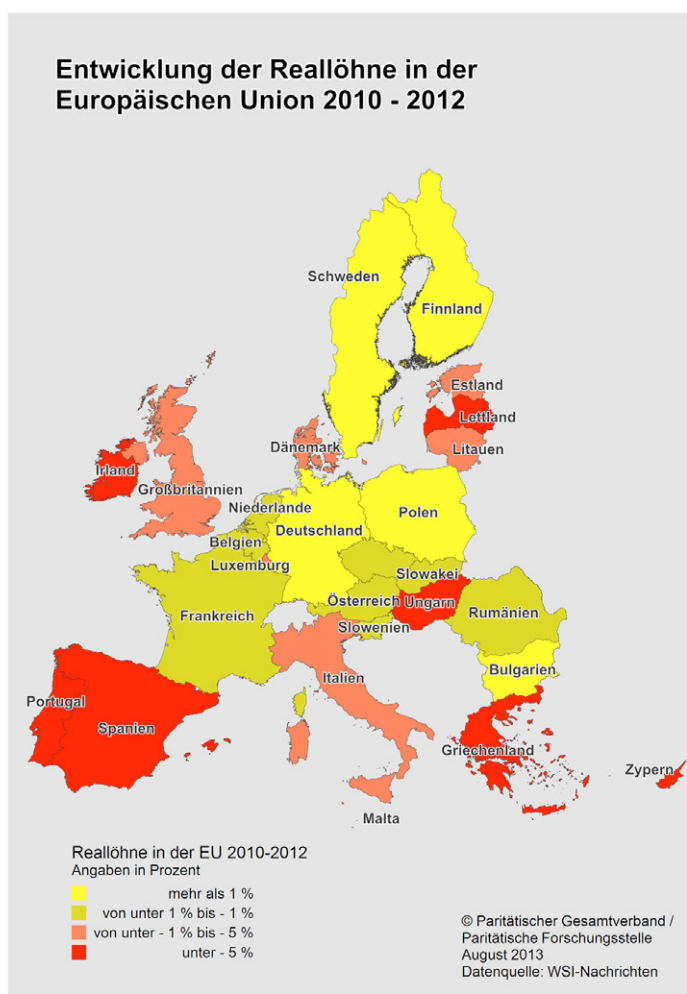 Entwicklung der Reallöhne in der
Europäischen Union 2010 - 2012
Schweden
Finnland
Estland
Lettland
Litauen
Dänemark
Irland
Großbritannien
Niederlande
Deutschland
Polen
Belgien
Luxemburg
Slowakei
Österreich
Ungarn
Frankreich
Rumänien
Slowenien
Bulgarien
Italien
Portugal
Spanien
Griechenland
Zypern
Malta
Reallöhne in der EU 2010-2012
Angaben in Prozent
mehr als 1 %
von unter 1 % bis - 1 %
von unter - 1 % bis - 5 %
unter - 5 %
© Paritätischer Gesamtverband /
Paritätische Forschungsstelle
August 2013
Datenquelle: WSI-Nachrichten